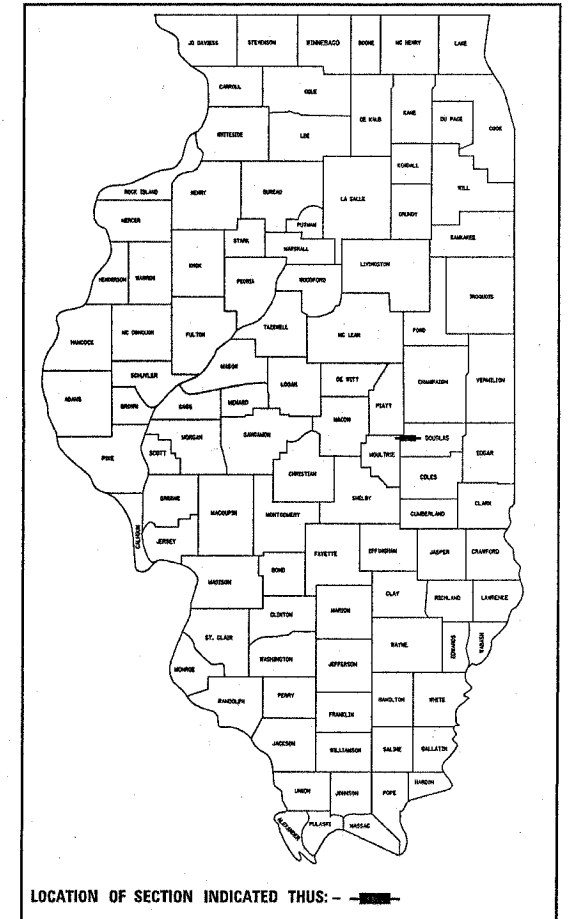 JO DAVIESS STEPHENSON WINNEBAGO BOONE MC HENRY LAKE
CARROLL OGLE DE KALB KANE DU PAGE COOK
WHITESIDE LEE KENDALL WILL
ROCK ISLAND HENRY BUREAU LA SALLE GRUNDY
MERCER PUTNAM KANKAKEE
STARK MARSHALL LIVINGSTON
HENDERSON WARREN KNOX PEORIA WOODFORD IROQUOIS
HANCOCK MC DONOUGH FULTON TAZEWELL MC LEAN FORD
SCHUYLER MASON LOGAN DE WITT CHAMPAIGN VERMILION
ADAMS BROWN CASS MENARD MACON PIATT
PIKE SCOTT MORGAN SANGAMON MOULTRIE DOUGLAS EDGAR
CHRISTIAN COLES
GREENE MACOUPIN MONTGOMERY SHELBY CUMBERLAND CLARK
CALHOUN JERSEY FAYETTE EFFINGHAM JASPER CRAWFORD
MADISON BOND CLAY RICHLAND LAWRENCE
CLINTON MARION
ST. CLAIR WASHINGTON JEFFERSON WAYNE EDWARDS WABASH
MONROE
RANDOLPH PERRY FRANKLIN HAMILTON WHITE
JACKSON WILLIAMSON SALINE GALLATIN
UNION JOHNSON POPE HARDIN
ALEXANDER PULASKI MASSAC
LOCATION OF SECTION INDICATED THUS: -